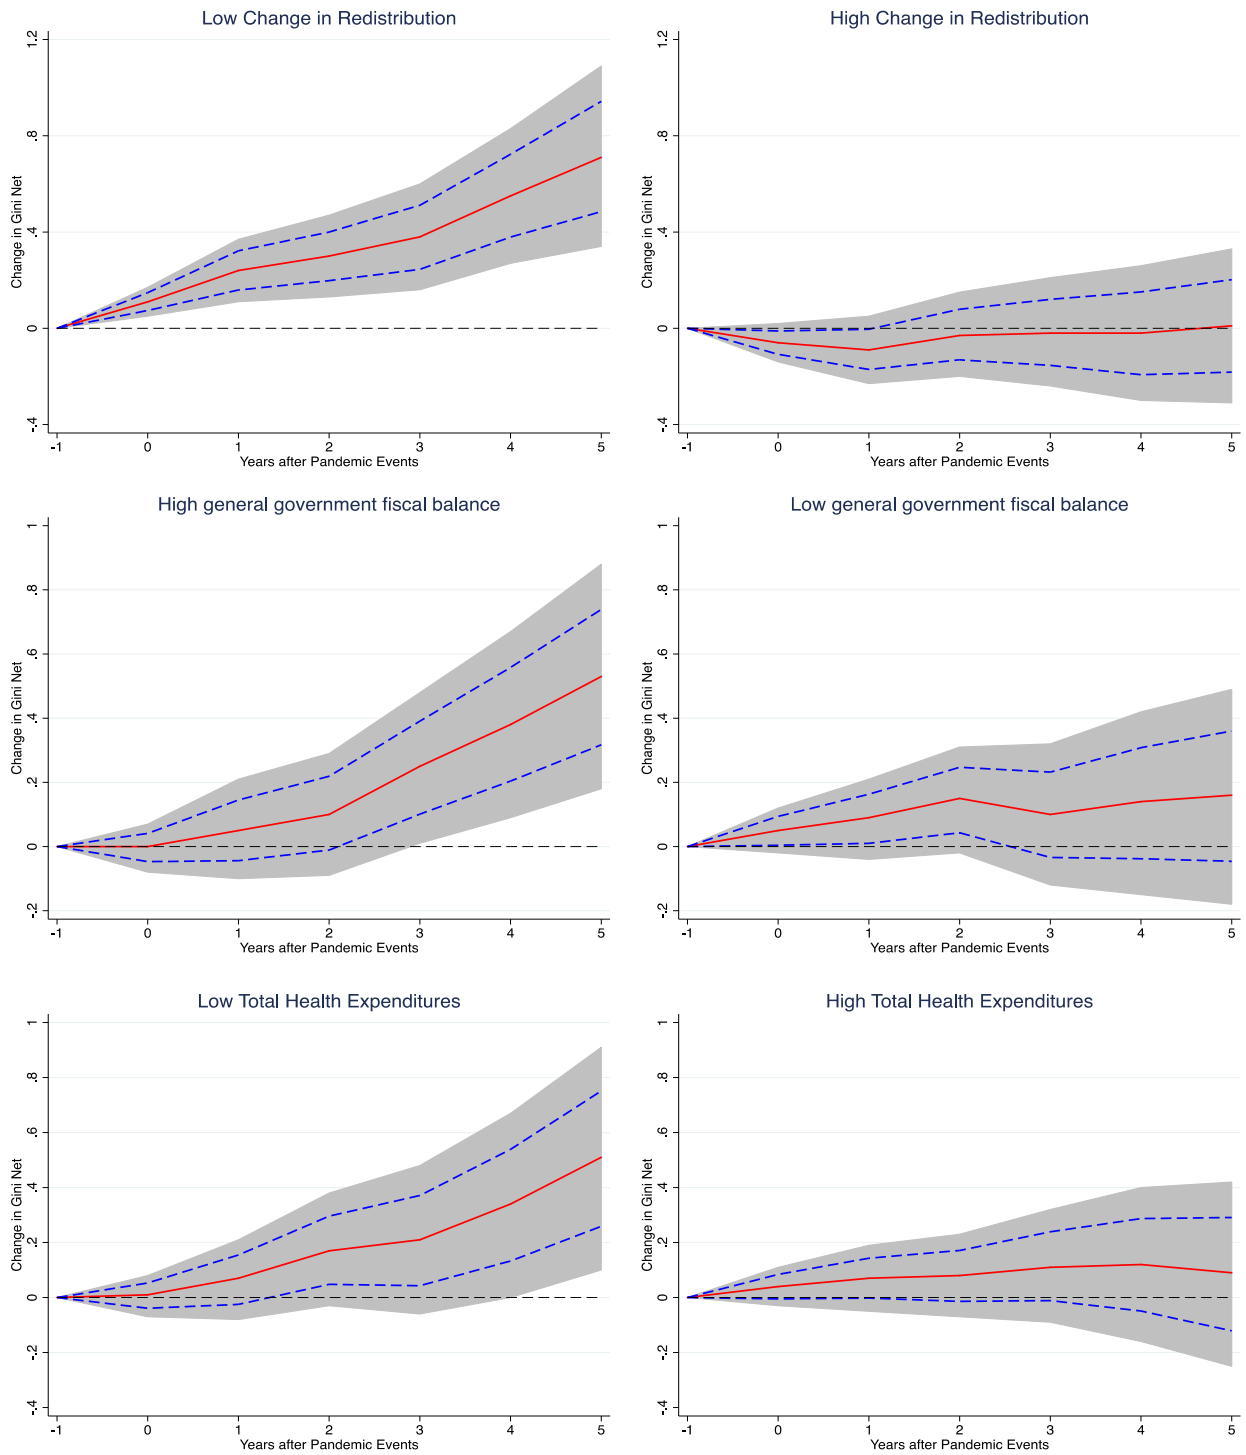 Low Change in Redistribution
Change in Gini Net
1.2
.8
.4
0
-.4
-1 0 1 2 3 4 5
Years after Pandemic Events
High Change in Redistribution
Change in Gini Net
1.2
.8
.4
0
-.4
-1 0 1 2 3 4 5
Years after Pandemic Events
High general government fiscal balance
Change in Gini Net
1
.8
.6
.4
.2
0
-.2
-1 0 1 2 3 4 5
Years after Pandemic Events
Low general government fiscal balance
Change in Gini Net
1
.8
.6
.4
.2
0
-.2
-1 0 1 2 3 4 5
Years after Pandemic Events
Low Total Health Expenditures
Change in Gini Net
1
.8
.6
.4
.2
0
-.2
-.4
-1 0 1 2 3 4 5
Years after Pandemic Events
High Total Health Expenditures
Change in Gini Net
1
.8
.6
.4
.2
0
-.2
-.4
-1 0 1 2 3 4 5
Years after Pandemic Events